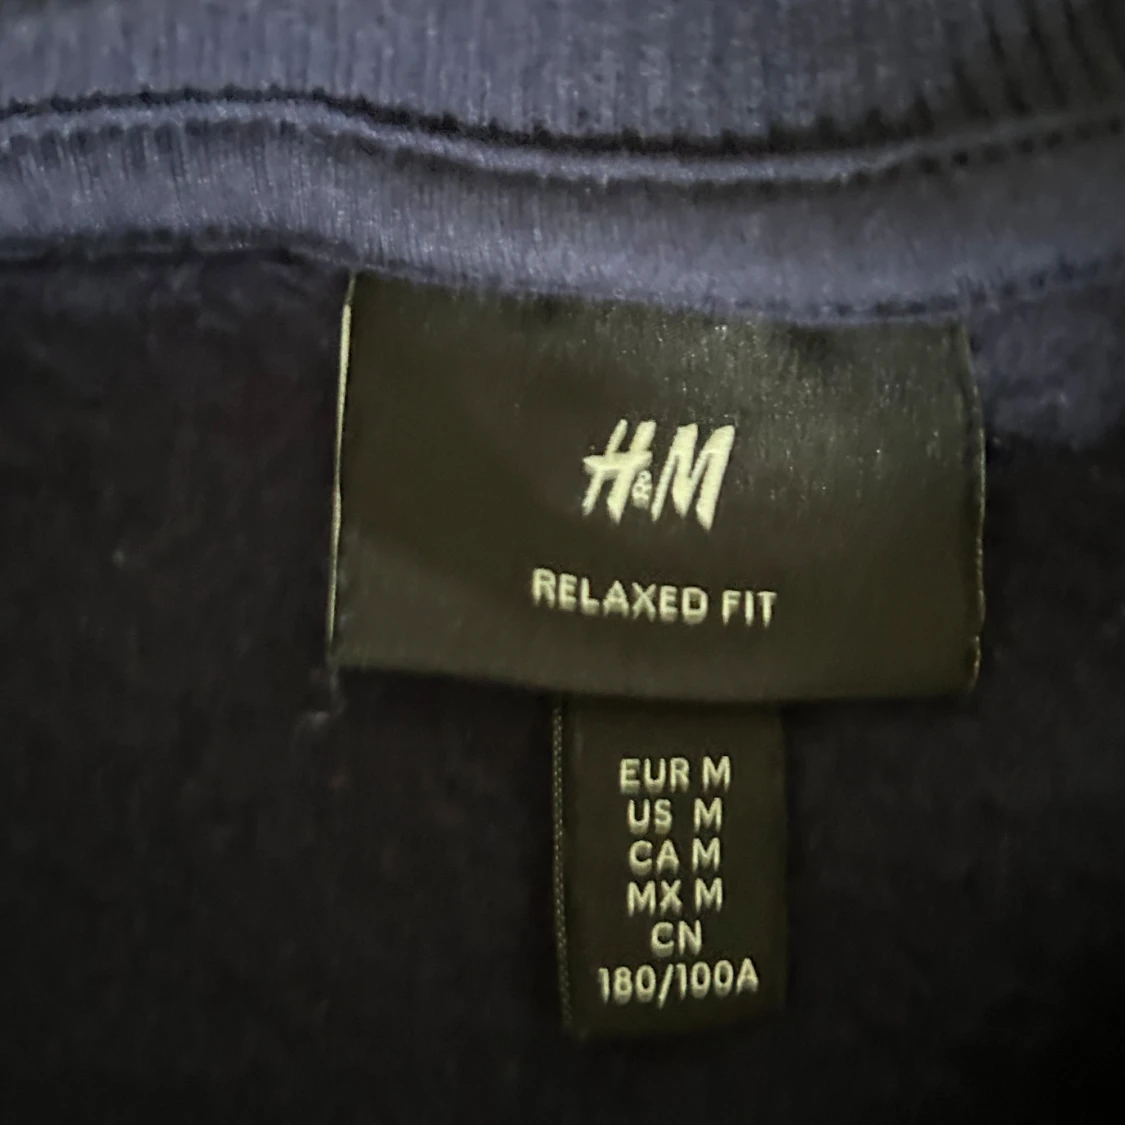 H&M
RELAXED FIT
EUR M
US M
CA M
MX M
CN
180/100A